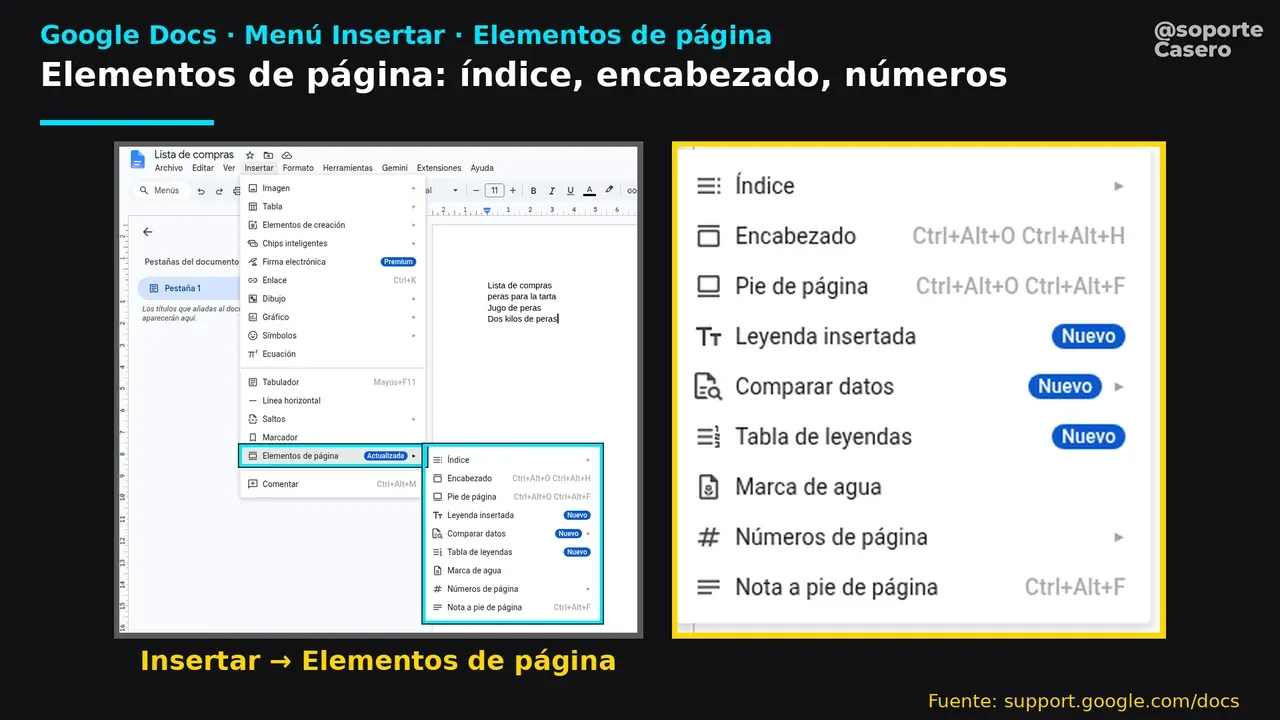 Google Docs · Menú Insertar · Elementos de página
Elementos de página: índice, encabezado, números
@soporte
Casero
Lista de compras
Archivo Editar Ver Insertar Formato Herramientas Gemini Extensiones Ayuda
Menús
11
Pestañas del documento
Pestaña 1
Los títulos que añadas al
aparecerán aquí.
Imagen
Tabla
Elementos de creación
Chips inteligentes
Firma electrónica Premium
Enlace Ctrl+K
Dibujo
Gráfico
Símbolos
Ecuación
Tabulador Mayús+F11
Línea horizontal
Saltos
Marcador
Elementos de página Actualizada
Comentar Ctrl+Alt+M
Lista de compras
peras para la tarta
Jugo de peras
Dos kilos de peras
Índice
Encabezado Ctrl+Alt+O Ctrl+Alt+H
Pie de página Ctrl+Alt+O Ctrl+Alt+F
Leyenda insertada Nuevo
Comparar datos Nuevo
Tabla de leyendas Nuevo
Marca de agua
Números de página
Nota a pie de página Ctrl+Alt+F
Índice
Encabezado Ctrl+Alt+O Ctrl+Alt+H
Pie de página Ctrl+Alt+O Ctrl+Alt+F
Leyenda insertada Nuevo
Comparar datos Nuevo
Tabla de leyendas Nuevo
Marca de agua
Números de página
Nota a pie de página Ctrl+Alt+F
Insertar → Elementos de página
Fuente: support.google.com/docs